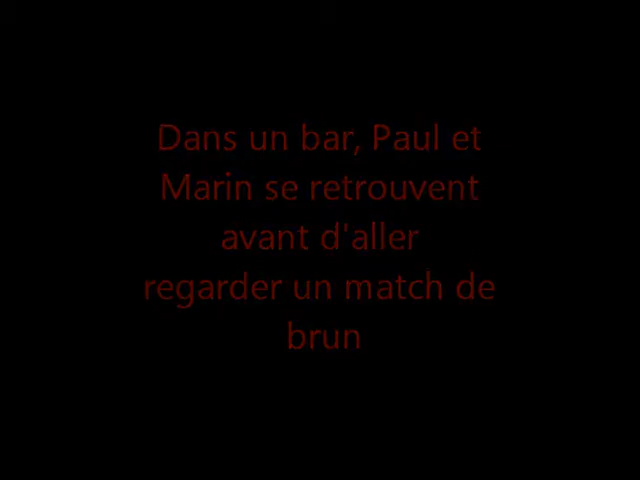 Dans un bar, Paul et
Marin se retrouvent
avant d'aller
regarder un match de
brun